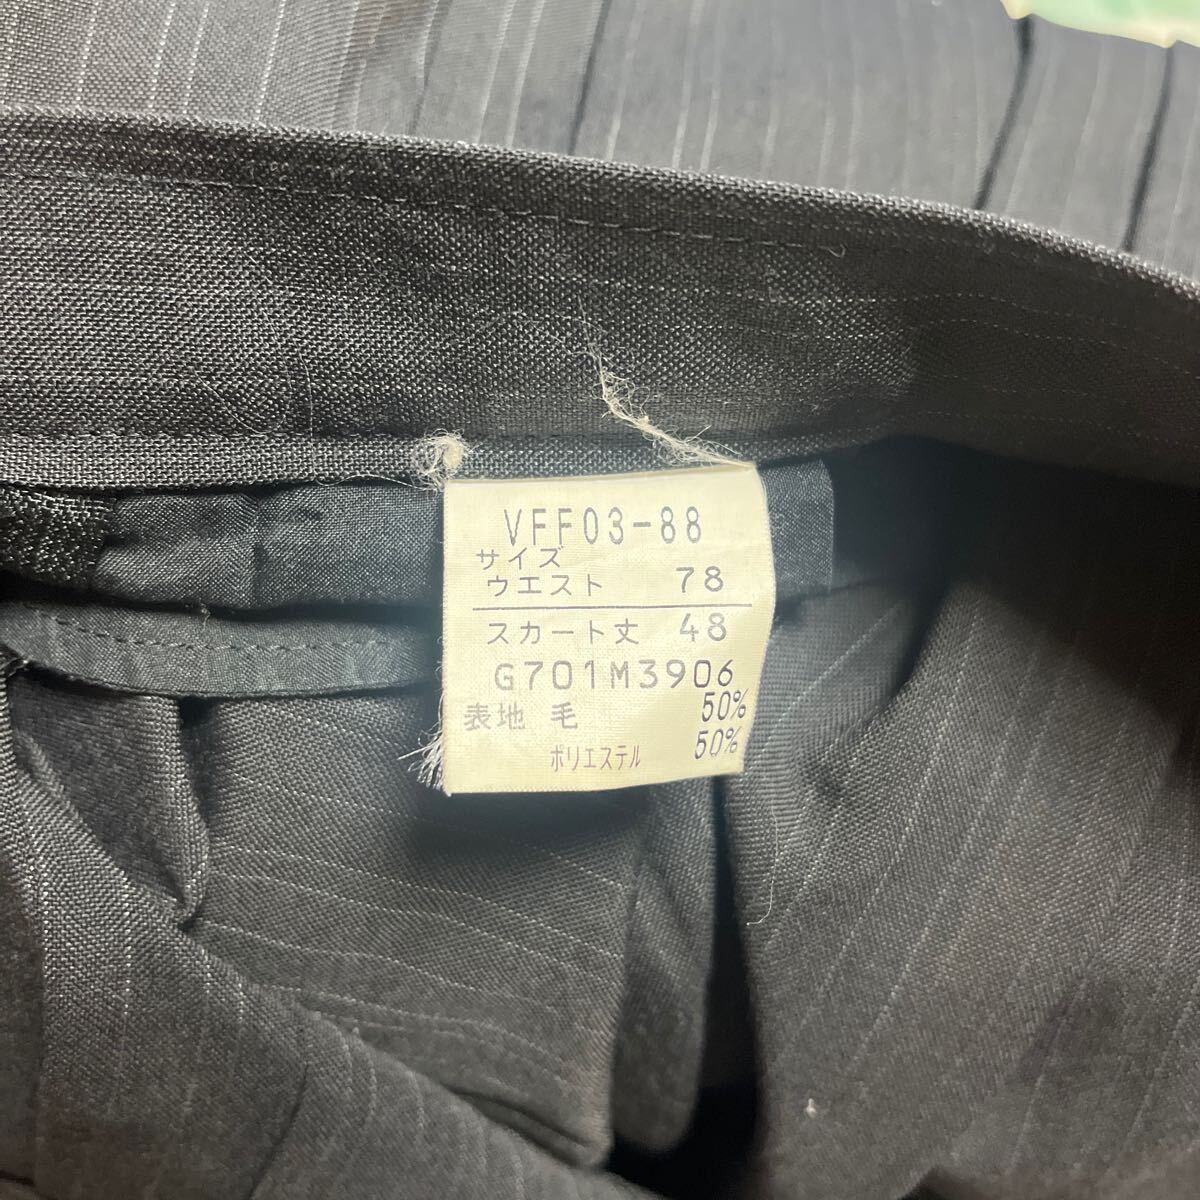 VFF03-88
サイズ
ウエスト 78
スカート丈 48
G701M3906
表地 毛 50%
ポリエステル 50%